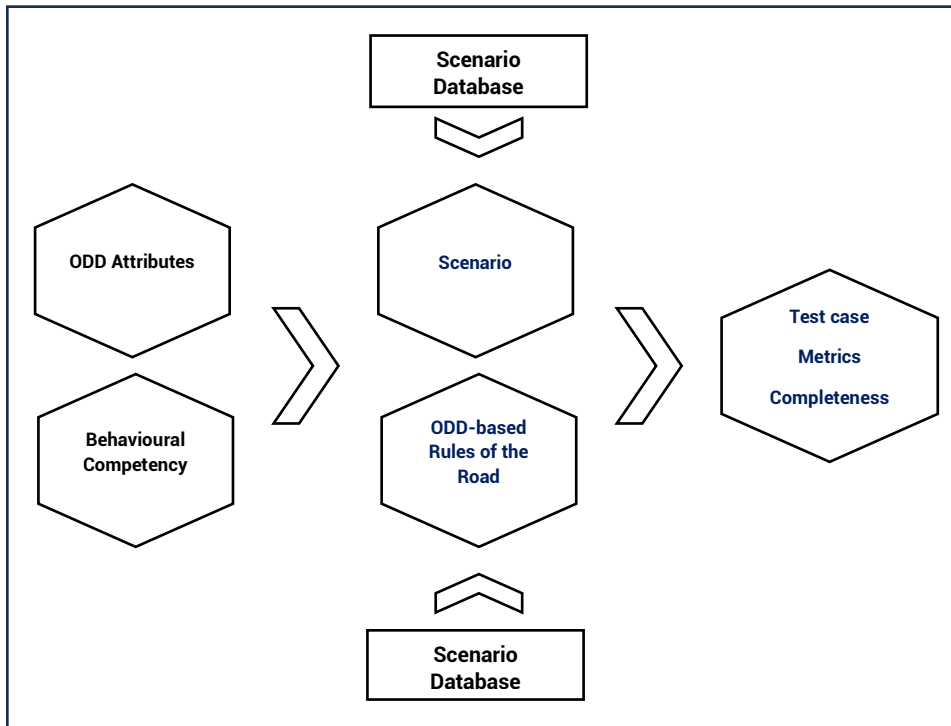 Scenario
Database
ODD Attributes
Behavioural
Competency
Scenario
ODD-based
Rules of the
Road
Test case
Metrics
Completeness
Scenario
Database